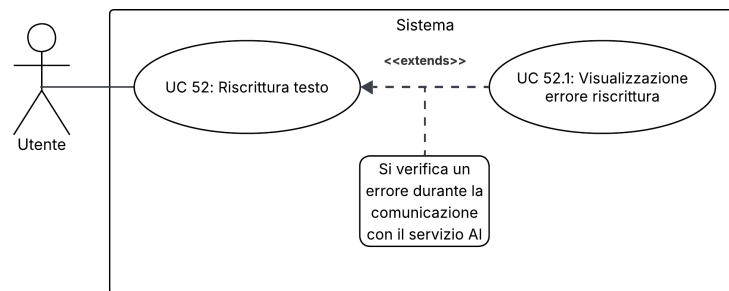 Sistema
<<extends>>
UC 52: Riscrittura testo
UC 52.1: Visualizzazione
errore riscrittura
Utente
Si verifica un
errore durante la
comunicazione
con il servizio AI